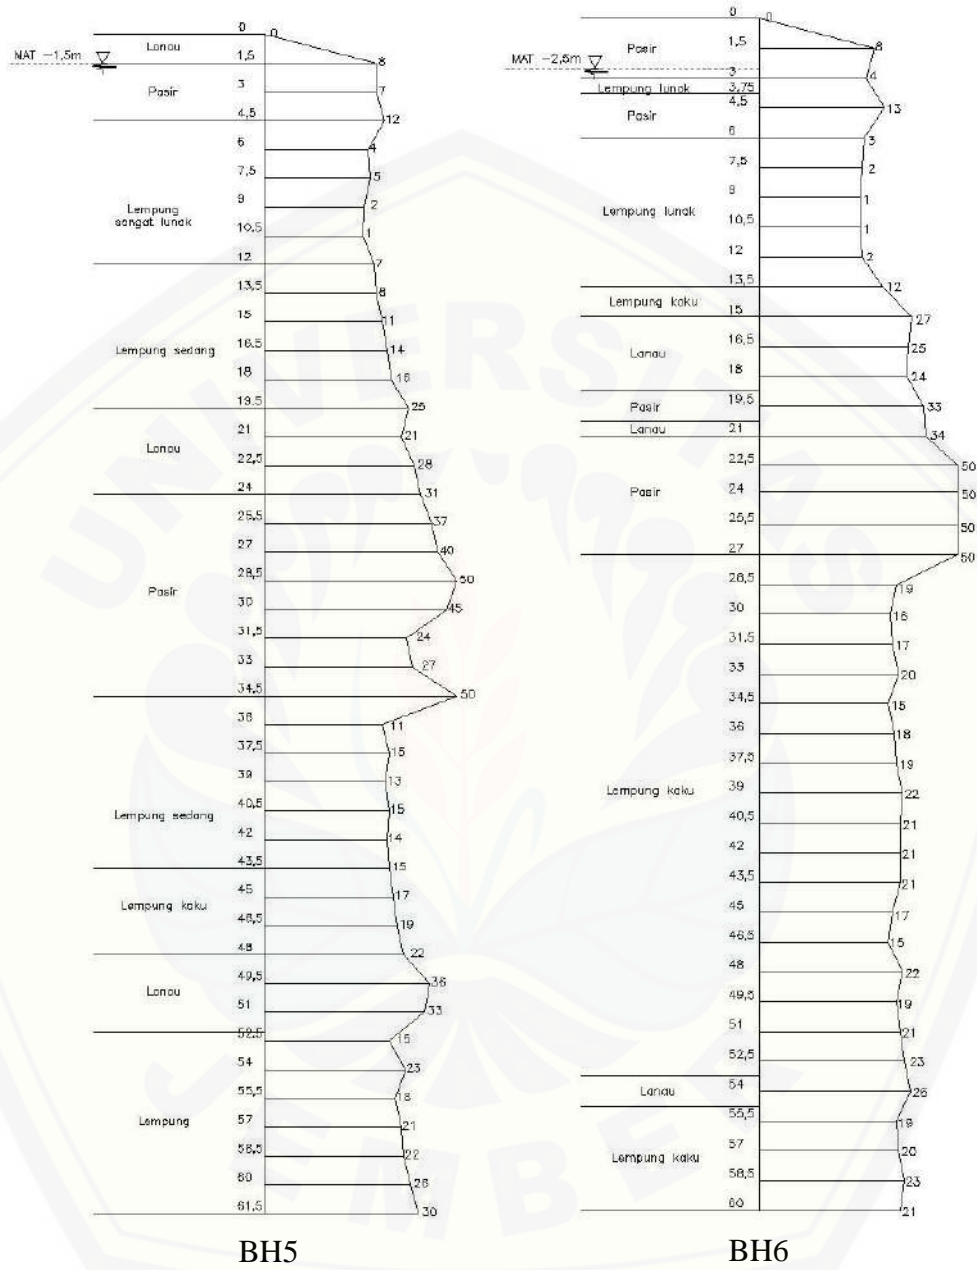 0 0
Lanau
MAT -1,5m 1,5 8
3 7
Pasir
4,5 12
6 4
7,5 5
9 2
Lempung
sangat lunak
10,5 1
12 7
13,5 8
15 11
Lempung sedang 16,5 14
18 16
19,5 25
21 21
Lanau
22,5 28
24 31
25,5 37
27 40
28,5 50
Pasir
30 45
31,5 24
33 27
34,5 50
36 11
37,5 15
39 13
40,5 15
Lempung sedang
42 14
43,5 15
45 17
Lempung kaku
46,5 19
48 22
49,5 36
Lanau
51 33
52,5 15
54 23
55,5 18
Lempung
57 21
58,5 22
60 26
61,5 30
BH5
0 0
Pasir
1,5 8
MAT -2,5m
3 4
Lempung lunak 3,75
4,5 13
Pasir
6 3
7,5 2
9 1
Lempung lunak
10,5 1
12 2
13,5 12
Lempung kaku
15 27
16,5 25
Lanau
18 24
19,5 33
Pasir
Lanau 21 34
22,5 50
Pasir 24 50
25,5 50
27 50
28,5 19
30 16
31,5 17
33 20
34,5 15
36 18
37,5 19
Lempung kaku 39 22
40,5 21
42 21
43,5 21
45 17
46,5 15
48 22
49,5 19
51 21
52,5 23
Lanau 54 26
55,5 19
57 20
Lempung kaku
58,5 23
60 21
BH6
UNIVERSITAS
JEMBER